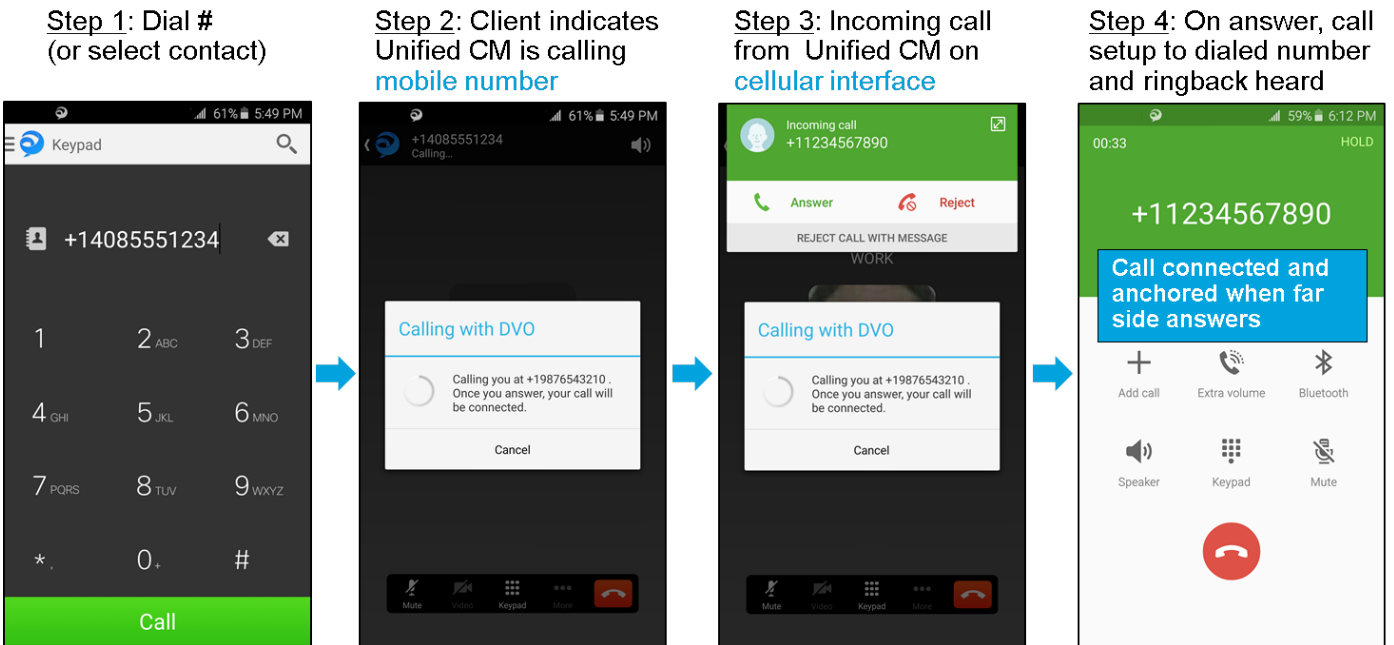 Step 1: Dial #
(or select contact)
Step 2: Client indicates
Unified CM is calling
mobile number
Step 3: Incoming call
from Unified CM on
cellular interface
Step 4: On answer, call
setup to dialed number
and ringback heard
61% 5:49 PM
Keypad
+14085551234
1
2 ABC
3 DEF
4 GHI
5 JKL
6 MNO
7 PQRS
8 TUV
9 WXYZ
* ,
0 +
#
Call
61% 5:49 PM
+14085551234
Calling...
Calling with DVO
Calling you at +19876543210 .
Once you answer, your call will
be connected.
Cancel
Mute
Video
Keypad
More
Incoming call
+11234567890
Answer
Reject
REJECT CALL WITH MESSAGE
WORK
Calling with DVO
Calling you at +19876543210 .
Once you answer, your call will
be connected.
Cancel
Mute
Video
Keypad
More
59% 6:12 PM
00:33
HOLD
+11234567890
Call connected and
anchored when far
side answers
Add call
Extra volume
Bluetooth
Speaker
Keypad
Mute